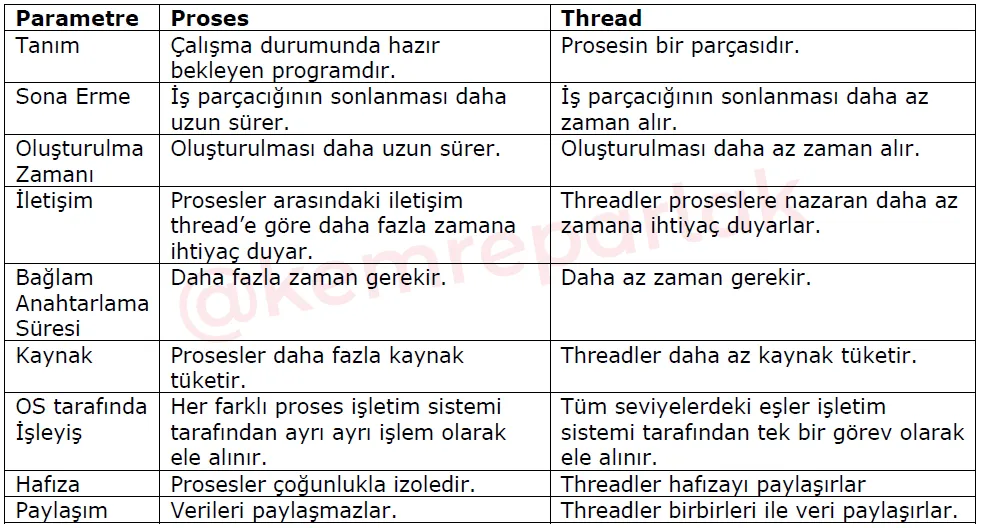 Parametre Proses Thread
Tanım Çalışma durumunda hazır Prosesin bir parçasıdır.
bekleyen programdır.
Sona Erme İş parçacığının sonlanması daha İş parçacığının sonlanması daha az
uzun sürer. zaman alır.
Oluşturulma Oluşturulması daha uzun sürer. Oluşturulması daha az zaman alır.
Zamanı
İletişim Prosesler arasındaki iletişim Threadler proseslere nazaran daha az
thread’e göre daha fazla zamana zamana ihtiyaç duyarlar.
ihtiyaç duyar.
Bağlam Daha fazla zaman gerekir. Daha az zaman gerekir.
Anahtarlama
Süresi
Kaynak Prosesler daha fazla kaynak Threadler daha az kaynak tüketir.
tüketir.
OS tarafında Her farklı proses işletim sistemi Tüm seviyelerdeki eşler işletim
İşleyiş tarafından ayrı ayrı işlem olarak sistemi tarafından tek bir görev olarak
ele alınır. ele alınır.
Hafıza Prosesler çoğunlukla izoledir. Threadler hafızayı paylaşırlar
Paylaşım Verileri paylaşmazlar. Threadler birbirleri ile veri paylaşırlar.
@kemreparlak